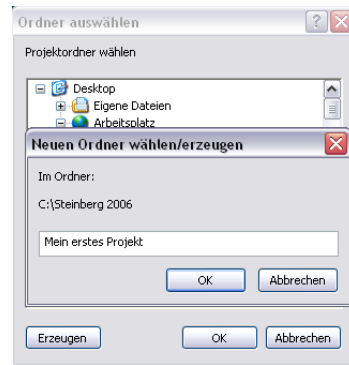 Ordner auswählen
Projektordner wählen
Desktop
Eigene Dateien
Arbeitsplatz
Neuen Ordner wählen/erzeugen
Im Ordner:
C:\Steinberg 2006
Mein erstes Projekt
OK Abbrechen
Erzeugen OK Abbrechen